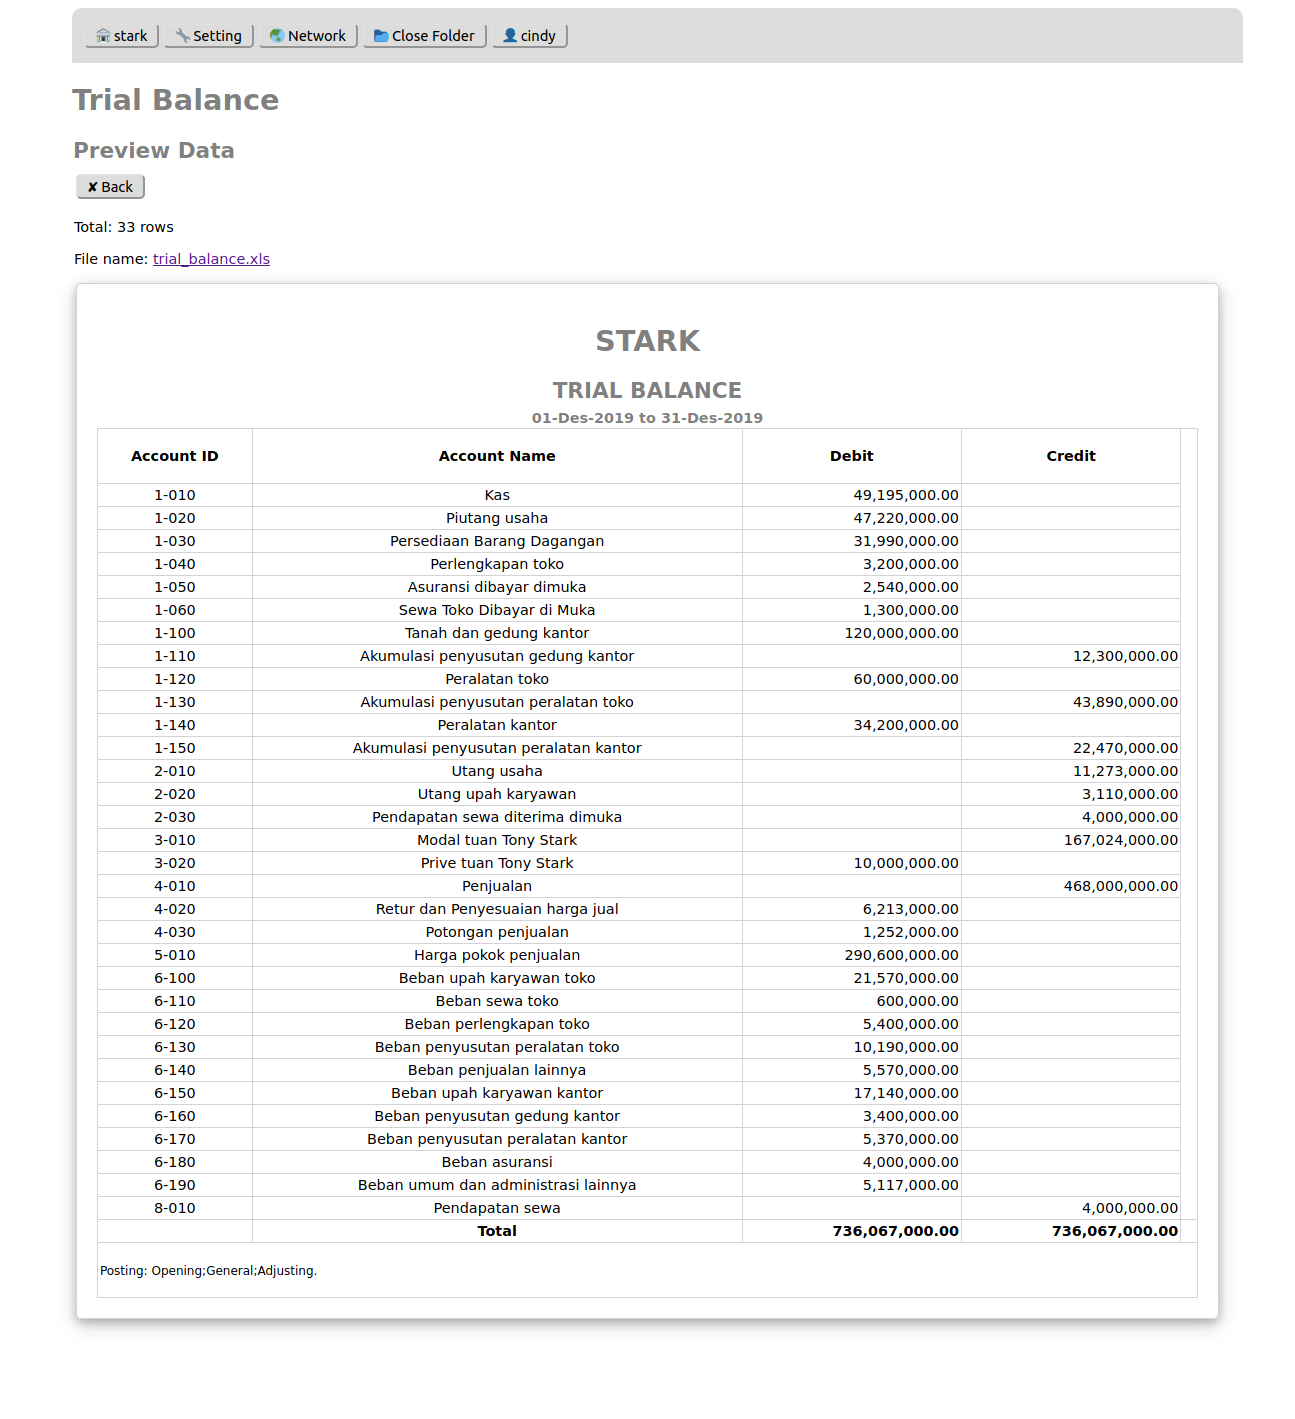 stark Setting Network Close Folder cindy
Trial Balance
Preview Data
✘ Back
Total: 33 rows
File name: trial_balance.xls
STARK
TRIAL BALANCE
01-Des-2019 to 31-Des-2019
Account ID Account Name Debit Credit
1-010 Kas 49,195,000.00
1-020 Piutang usaha 47,220,000.00
1-030 Persediaan Barang Dagangan 31,990,000.00
1-040 Perlengkapan toko 3,200,000.00
1-050 Asuransi dibayar dimuka 2,540,000.00
1-060 Sewa Toko Dibayar di Muka 1,300,000.00
1-100 Tanah dan gedung kantor 120,000,000.00
1-110 Akumulasi penyusutan gedung kantor 12,300,000.00
1-120 Peralatan toko 60,000,000.00
1-130 Akumulasi penyusutan peralatan toko 43,890,000.00
1-140 Peralatan kantor 34,200,000.00
1-150 Akumulasi penyusutan peralatan kantor 22,470,000.00
2-010 Utang usaha 11,273,000.00
2-020 Utang upah karyawan 3,110,000.00
2-030 Pendapatan sewa diterima dimuka 4,000,000.00
3-010 Modal tuan Tony Stark 167,024,000.00
3-020 Prive tuan Tony Stark 10,000,000.00
4-010 Penjualan 468,000,000.00
4-020 Retur dan Penyesuaian harga jual 6,213,000.00
4-030 Potongan penjualan 1,252,000.00
5-010 Harga pokok penjualan 290,600,000.00
6-100 Beban upah karyawan toko 21,570,000.00
6-110 Beban sewa toko 600,000.00
6-120 Beban perlengkapan toko 5,400,000.00
6-130 Beban penyusutan peralatan toko 10,190,000.00
6-140 Beban penjualan lainnya 5,570,000.00
6-150 Beban upah karyawan kantor 17,140,000.00
6-160 Beban penyusutan gedung kantor 3,400,000.00
6-170 Beban penyusutan peralatan kantor 5,370,000.00
6-180 Beban asuransi 4,000,000.00
6-190 Beban umum dan administrasi lainnya 5,117,000.00
8-010 Pendapatan sewa 4,000,000.00
Total 736,067,000.00 736,067,000.00
Posting: Opening;General;Adjusting.